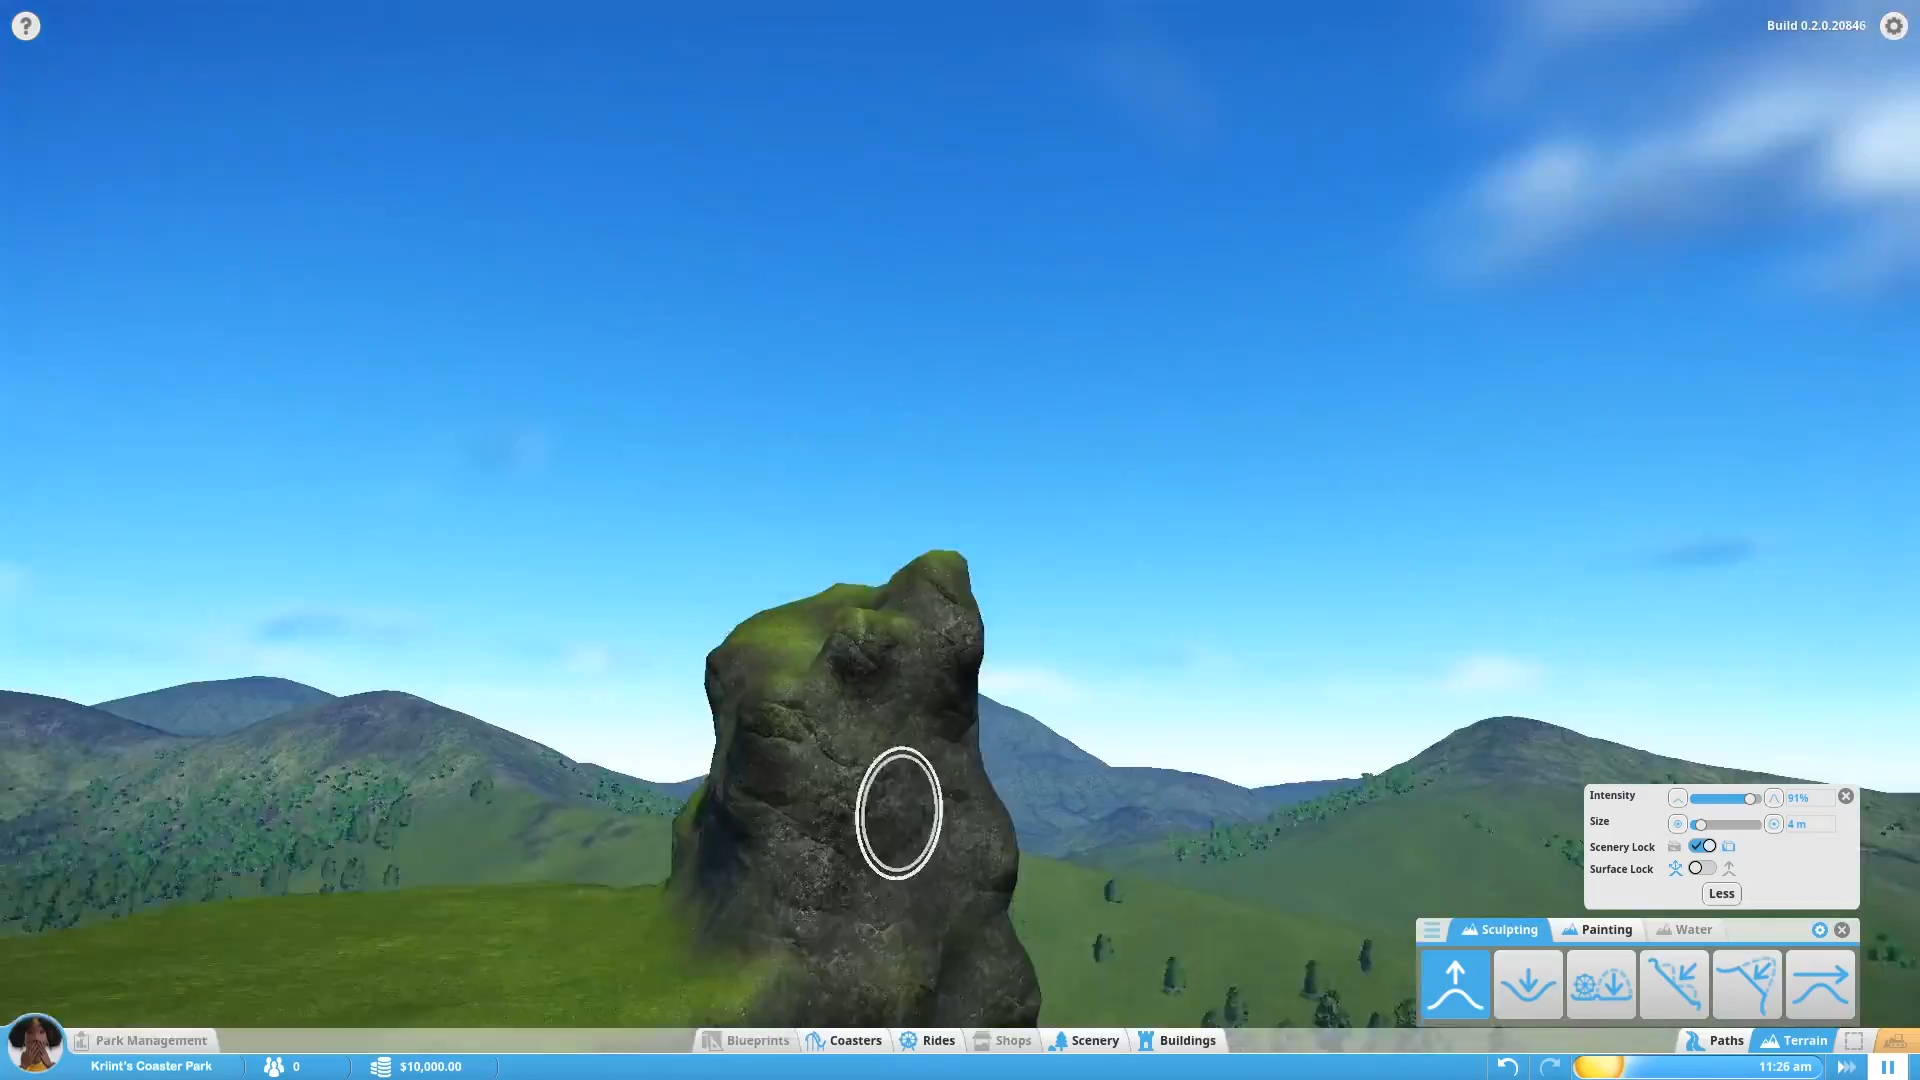 ?
Build 0.2.0.20846
Intensity 91%
Size 4 m
Scenery Lock
Surface Lock
Less
Sculpting Painting Water
Park Management Blueprints Coasters Rides Shops Scenery Buildings Paths Terrain
Kriint's Coaster Park 0 $10,000.00 11:26 am